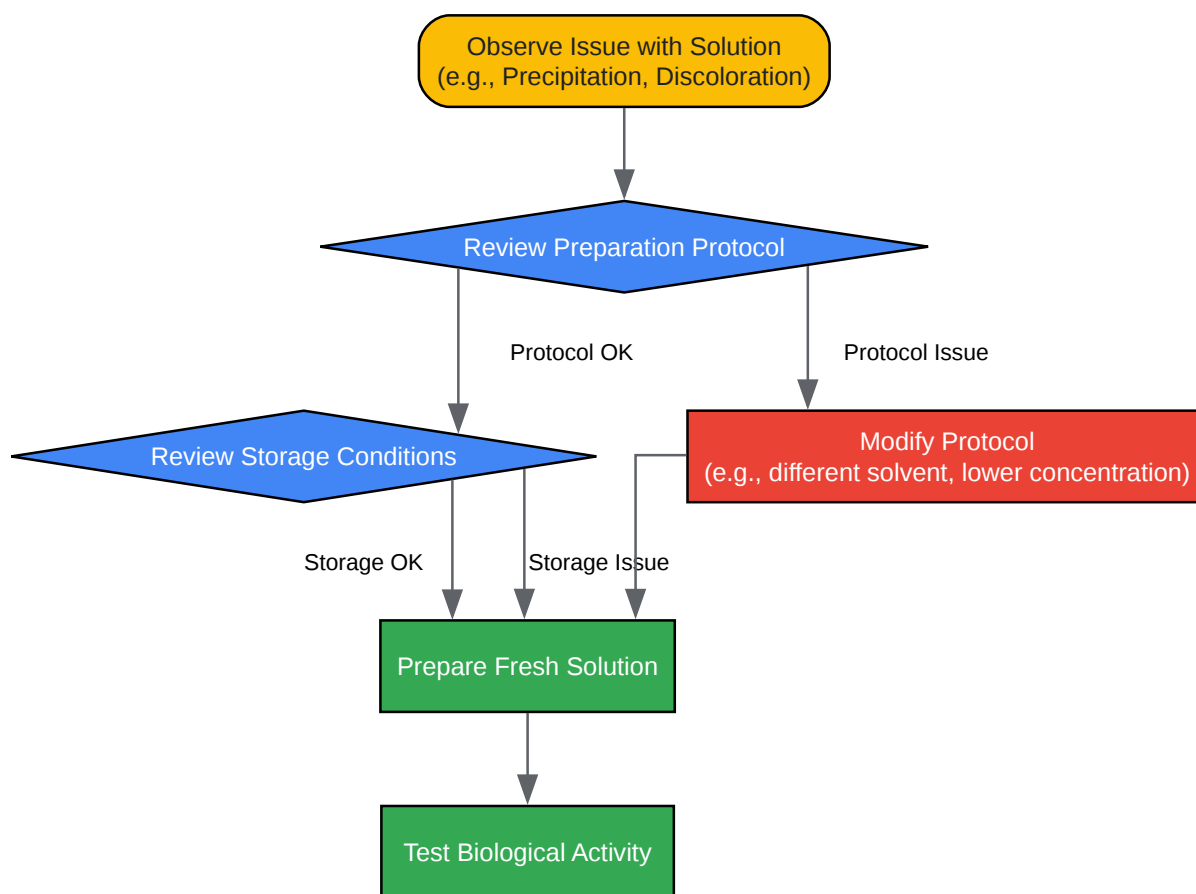 Observe Issue with Solution
(e.g., Precipitation, Discoloration)
Review Preparation Protocol
Protocol OK
Protocol Issue
Review Storage Conditions
Modify Protocol
(e.g., different solvent, lower concentration)
Storage OK
Storage Issue
Prepare Fresh Solution
Test Biological Activity